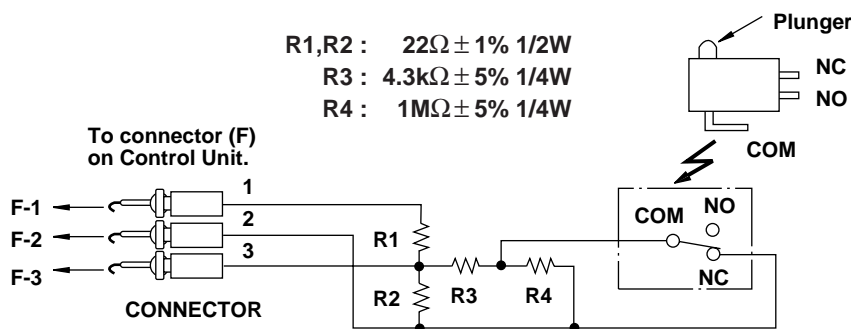 R1,R2 : 22Ω ± 1% 1/2W
R3 : 4.3kΩ ± 5% 1/4W
R4 : 1MΩ ± 5% 1/4W
Plunger
NC
NO
COM
To connector (F)
on Control Unit.
F-1
1
F-2
2
F-3
3
CONNECTOR
R1
R2
R3
R4
COM
NO
NC